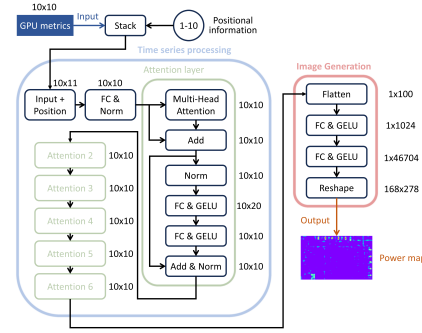 10x10
GPU metrics
Input
Stack
1-10
Positional
information
Time series processing
10x11
10x10
Attention layer
Input +
Position
FC &
Norm
Multi-Head
Attention
10x10
Add
10x10
Norm
10x10
FC & GELU
10x20
FC & GELU
10x10
Add & Norm
10x10
Attention 2
10x10
Attention 3
10x10
Attention 4
10x10
Attention 5
10x10
Attention 6
10x10
Image Generation
Flatten
1x100
FC & GELU
1x1024
FC & GELU
1x46704
Reshape
168x278
Output
Power map